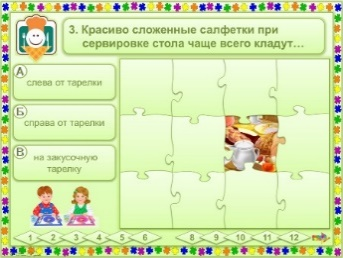 3. Красиво сложенные салфетки при
сервировке стола чаще всего кладут...
А
слева от тарелки
Б
справа от тарелки
В
на закусочную
тарелку
1 2 3 4 5 6 8 9 10 11 12